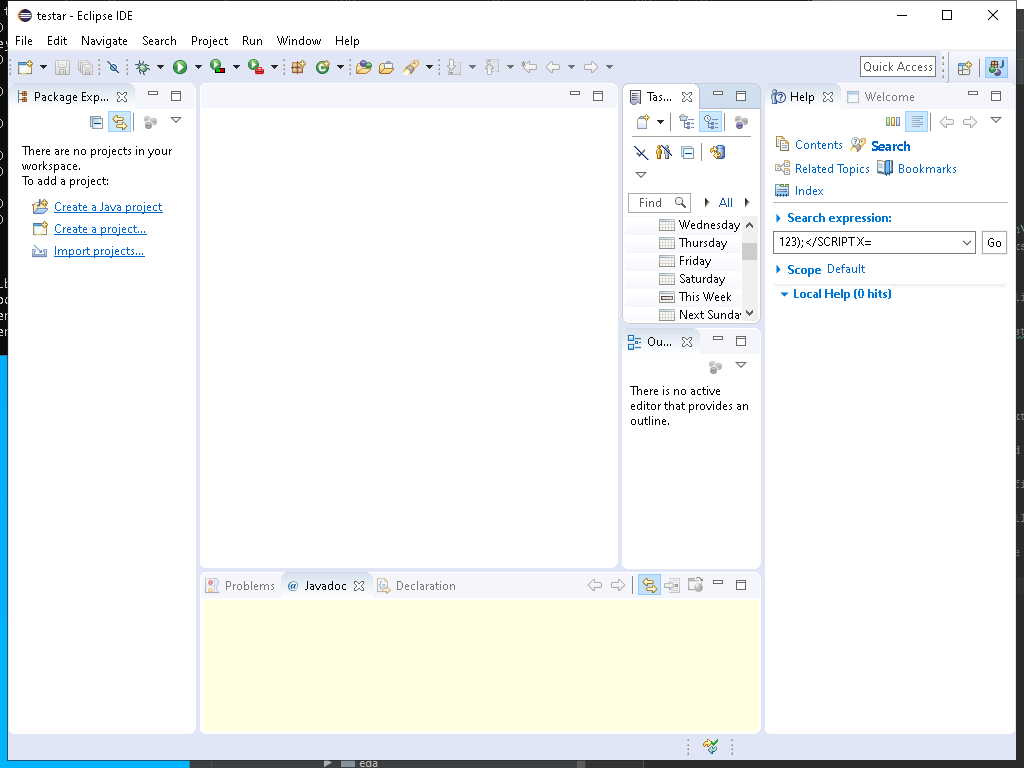 testar - Eclipse IDE
File Edit Navigate Search Project Run Window Help
Quick Access
Package Exp...
There are no projects in your
workspace.
To add a project:
Create a Java project
Create a project...
Import projects...
Tas...
Find
All
Wednesday
Thursday
Friday
Saturday
This Week
Next Sunda
Ou...
There is no active
editor that provides an
outline.
Help
Welcome
Contents Search
Related Topics Bookmarks
Index
Search expression:
123);</SCRIPTX=
Go
Scope Default
Local Help (0 hits)
Problems @ Javadoc Declaration
eda